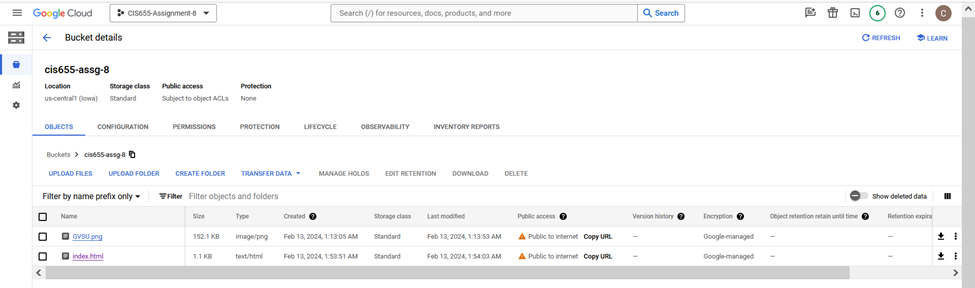 Google Cloud
CIS655-Assignment-8
Search (/) for resources, docs, products, and more
Search
6
C
Bucket details
REFRESH
LEARN
cis655-assg-8
Location Storage class Public access Protection
us-central1 (Iowa) Standard Subject to object ACLs None
OBJECTS CONFIGURATION PERMISSIONS PROTECTION LIFECYCLE OBSERVABILITY INVENTORY REPORTS
Buckets > cis655-assg-8
UPLOAD FILES UPLOAD FOLDER CREATE FOLDER TRANSFER DATA MANAGE HOLDS EDIT RETENTION DOWNLOAD DELETE
Filter by name prefix only Filter Filter objects and folders Show deleted data
Name Size Type Created Storage class Last modified Public access Version history Encryption Object retention retain until time Retention expira
GVSU.png 152.1 KB image/png Feb 13, 2024, 1:13:05 AM Standard Feb 13, 2024, 1:13:53 AM Public to internet Copy URL — Google-managed — —
index.html 1.1 KB text/html Feb 13, 2024, 1:53:51 AM Standard Feb 13, 2024, 1:54:03 AM Public to internet Copy URL — Google-managed — —